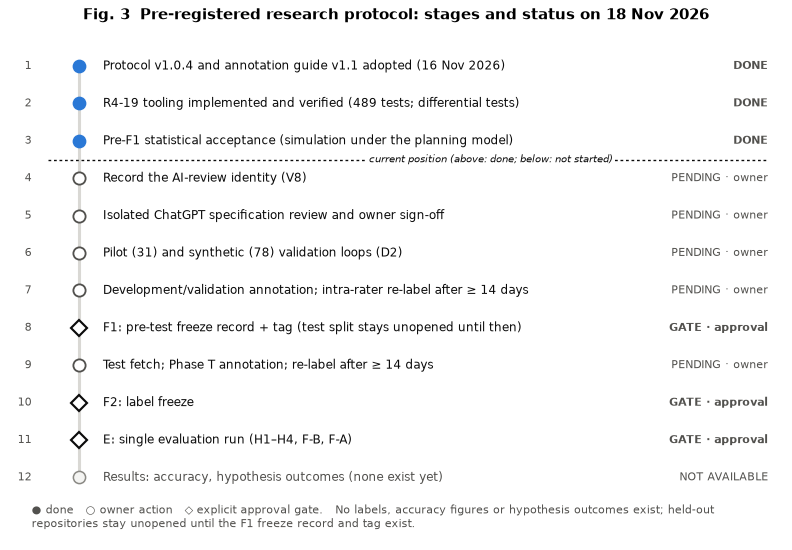 Fig. 3 Pre-registered research protocol: stages and status on 18 Nov 2026
1 Protocol v1.0.4 and annotation guide v1.1 adopted (16 Nov 2026) DONE
2 R4-19 tooling implemented and verified (489 tests; differential tests) DONE
3 Pre-F1 statistical acceptance (simulation under the planning model) DONE
current position (above: done; below: not started)
4 Record the AI-review identity (V8) PENDING · owner
5 Isolated ChatGPT specification review and owner sign-off PENDING · owner
6 Pilot (31) and synthetic (78) validation loops (D2) PENDING · owner
7 Development/validation annotation; intra-rater re-label after ≥ 14 days PENDING · owner
8 F1: pre-test freeze record + tag (test split stays unopened until then) GATE · approval
9 Test fetch; Phase T annotation; re-label after ≥ 14 days PENDING · owner
10 F2: label freeze GATE · approval
11 E: single evaluation run (H1–H4, F-B, F-A) GATE · approval
12 Results: accuracy, hypothesis outcomes (none exist yet) NOT AVAILABLE
● done ○ owner action ◇ explicit approval gate. No labels, accuracy figures or hypothesis outcomes exist; held-out
repositories stay unopened until the F1 freeze record and tag exist.